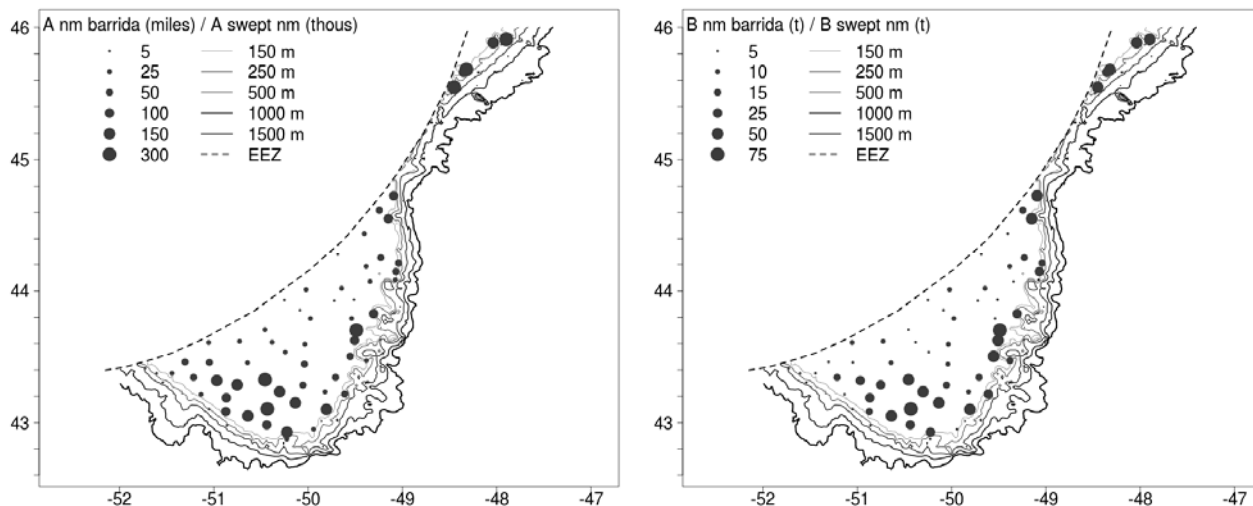 A nm barrida (miles) / A swept nm (thous)
5 150 m
25 250 m
50 500 m
100 1000 m
150 1500 m
300 EEZ
46
45
44
43
-52 -51 -50 -49 -48 -47
B nm barrida (t) / B swept nm (t)
5 150 m
10 250 m
15 500 m
25 1000 m
50 1500 m
75 EEZ
46
45
44
43
-52 -51 -50 -49 -48 -47